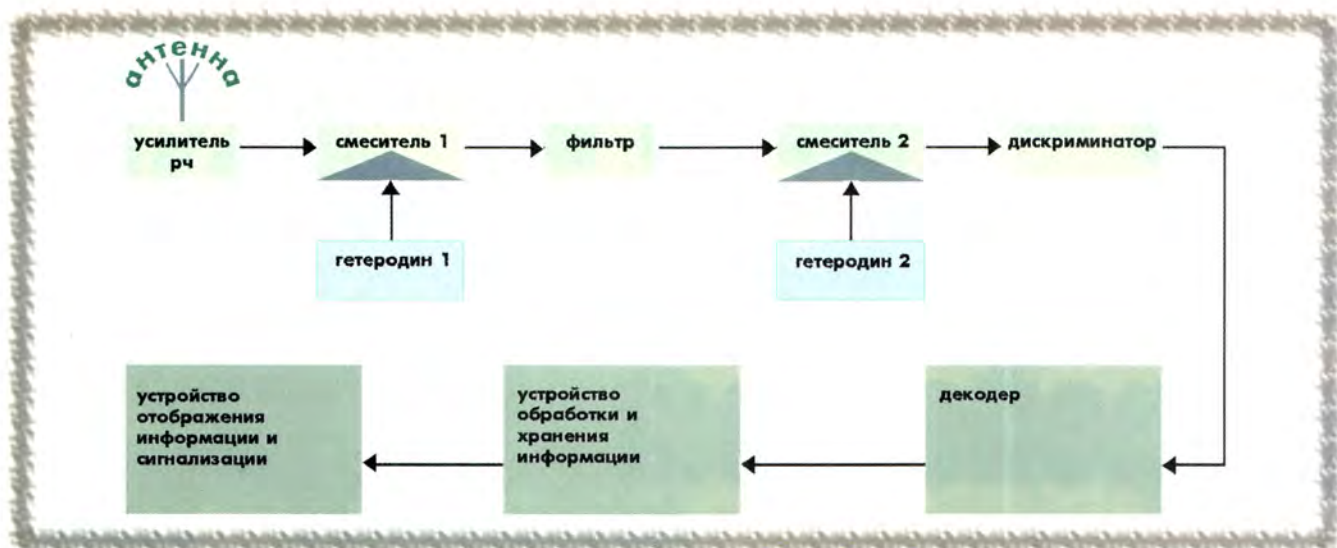 антенна
усилитель
рч
смеситель 1
фильтр
смеситель 2
дискриминатор
гетеродин 1
гетеродин 2
устройство
отображения
информации и
сигнализации
устройство
обработки и
хранения
информации
декодер